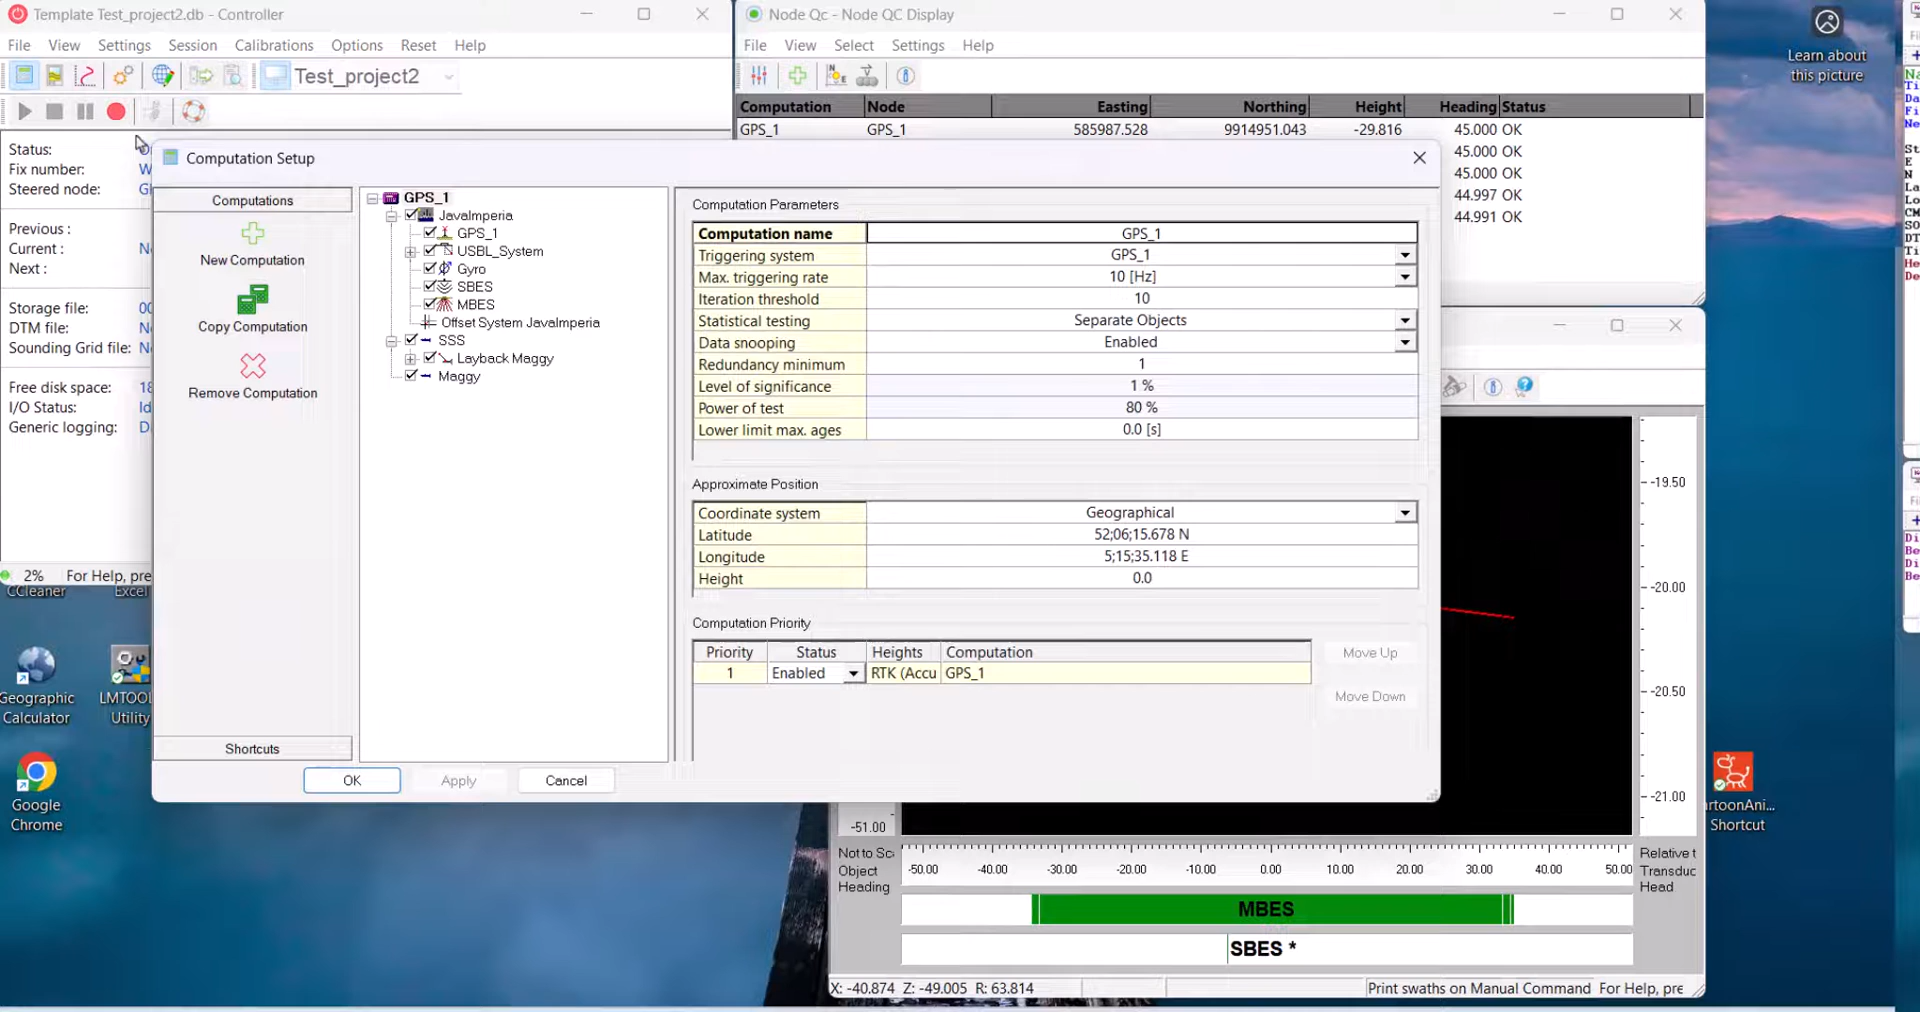 Template Test_project2.db - Controller
File View Settings Session Calibrations Options Reset Help
Test_project2
Status:
Fix number: W
Steered node:
Previous :
Current :
Next :
Storage file: 00
DTM file:
Sounding Grid file:
Free disk space: 18
I/O Status: Id
Generic logging:
2% For Help, pre
Node Qc - Node QC Display
File View Select Settings Help
Computation Node Easting Northing Height Heading Status
GPS_1 GPS_1 585987.528 9914951.043 -29.816 45.000 OK
45.000 OK
45.000 OK
44.997 OK
44.991 OK
Computation Setup
Computations
New Computation
Copy Computation
Remove Computation
Shortcuts
GPS_1
JavaImperia
GPS_1
USBL_System
Gyro
SBES
MBES
Offset System JavaImperia
SSS
Layback Maggy
Maggy
Computation Parameters
Computation name GPS_1
Triggering system GPS_1
Max. triggering rate 10 [Hz]
Iteration threshold 10
Statistical testing Separate Objects
Data snooping Enabled
Redundancy minimum 1
Level of significance 1 %
Power of test 80 %
Lower limit max. ages 0.0 [s]
Approximate Position
Coordinate system Geographical
Latitude 52;06;15.678 N
Longitude 5;15;35.118 E
Height 0.0
Computation Priority
Priority Status Heights Computation
1 Enabled RTK (Accu GPS_1
Move Up
Move Down
OK Apply Cancel
-19.50
-20.00
-20.50
-21.00
-51.00
Not to Sc
Object
Heading
-50.00 -40.00 -30.00 -20.00 -10.00 0.00 10.00 20.00 30.00 40.00 50.00
Relative t
Transduc
Head
MBES
SBES *
X: -40.874 Z: -49.005 R: 63.814
Print swaths on Manual Command For Help, pre
Learn about
this picture
CCleaner
Excel
Geographic
Calculator
LMTOOL
Utility
Google
Chrome
rtoonAni...
Shortcut